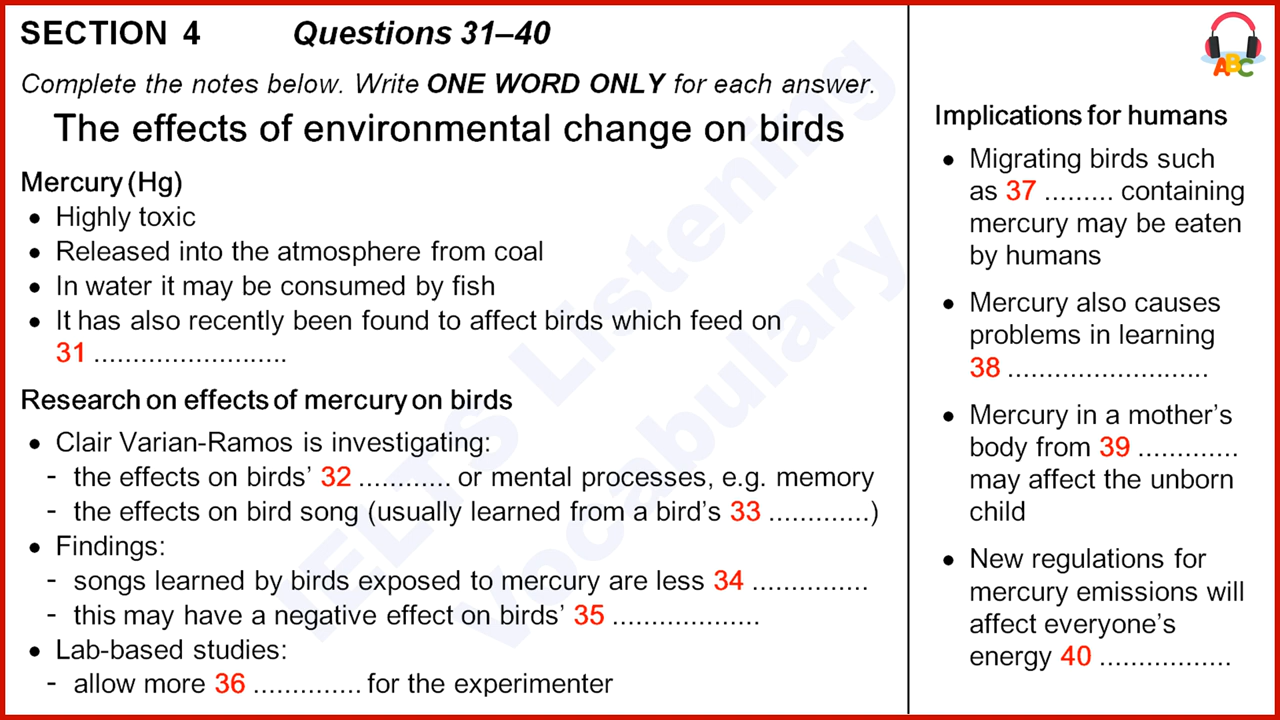 SECTION 4 Questions 31–40
Complete the notes below. Write ONE WORD ONLY for each answer.
The effects of environmental change on birds
Mercury (Hg)
• Highly toxic
• Released into the atmosphere from coal
• In water it may be consumed by fish
• It has also recently been found to affect birds which feed on
31 ........................
Research on effects of mercury on birds
• Clair Varian-Ramos is investigating:
- the effects on birds’ 32 ............ or mental processes, e.g. memory
- the effects on bird song (usually learned from a bird’s 33 .............)
• Findings:
- songs learned by birds exposed to mercury are less 34 ...............
- this may have a negative effect on birds’ 35 ...................
• Lab-based studies:
- allow more 36 .............. for the experimenter
ABC
Implications for humans
• Migrating birds such
as 37 ......... containing
mercury may be eaten
by humans
• Mercury also causes
problems in learning
38 ..........................
• Mercury in a mother’s
body from 39 .............
may affect the unborn
child
• New regulations for
mercury emissions will
affect everyone’s
energy 40 .................
IELTS Listening
Vocabulary